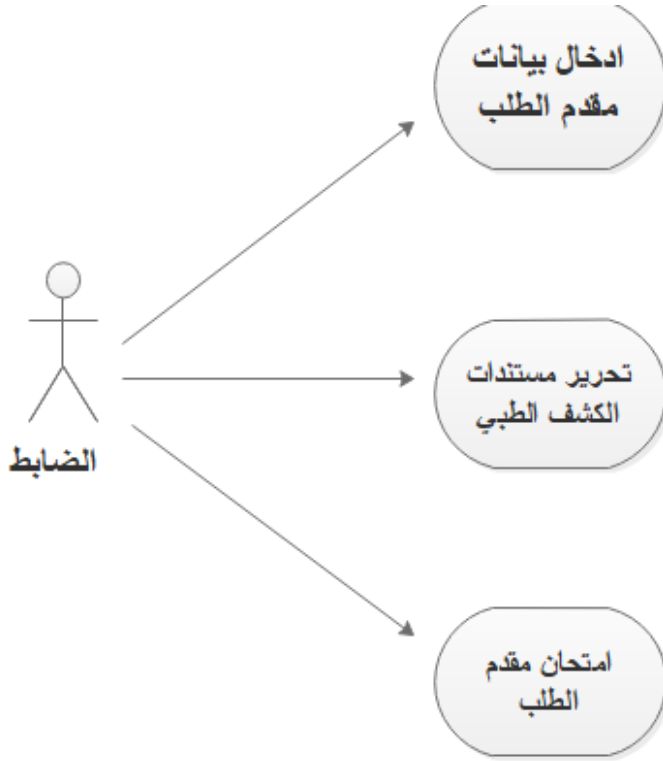 ادخال بيانات
مقدم الطلب
تحرير مستندات
الكشف الطبي
الضابط
امتحان مقدم
الطلب